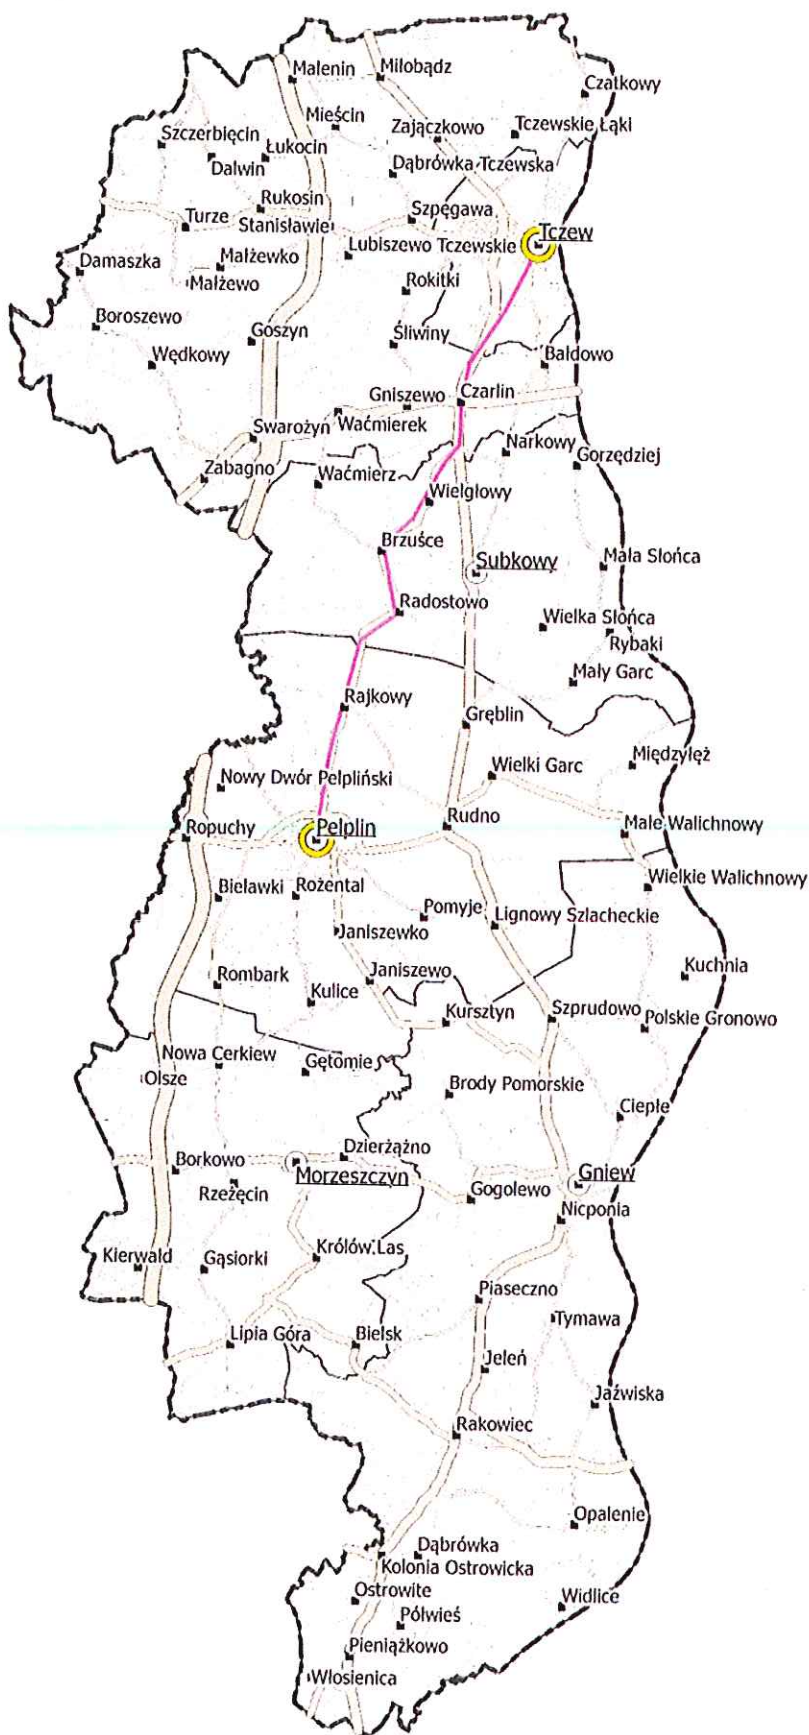 Malenin
Miłobądz
Czatkowy
Mieścin
Zajączkowo
Tczewskie Łąki
Szczerbięcin
Łukocin
Dalwin
Dąbrówka Tczewska
Rukosin
Szpęgawa
Turze
Stanisławie
Tczew
Lubiszewo Tczewskie
Małżewko
Damaszka
Małżewo
Rokitki
Boroszewo
Goszyn
Śliwiny
Bałdowo
Wędkowy
Gniszewo
Czarlin
Swarożyn
Waćmierek
Narkowy
Gorzędziej
Zabagno
Waćmierz
Wielgłowy
Brzuśce
Subkowy
Mała Słońca
Radostowo
Wielka Słońca
Rybaki
Mały Garc
Rajkowy
Gręblin
Międzyłęż
Nowy Dwór Pelpliński
Wielki Garc
Ropuchy
Pelplin
Rudno
Małe Walichnowy
Wielkie Walichnowy
Bielawki
Rożental
Pomyje
Lignowy Szlacheckie
Janiszewko
Kuchnia
Rombark
Janiszewo
Kulice
Kursztyn
Szprudowo
Polskie Gronowo
Nowa Cerkiew
Gętomie
Olsze
Brody Pomorskie
Ciepłe
Dzierżążno
Borkowo
Morzeszczyn
Gniew
Rzeżęcin
Gogolewo
Nicponia
Kierwałd
Gąsiorki
Królów Las
Piaseczno
Tymawa
Lipia Góra
Bielsk
Jeleń
Jaźwiska
Rakowiec
Opalenie
Dąbrówka
Kolonia Ostrowicka
Ostrowite
Widlice
Półwieś
Pieniążkowo
Włosienica